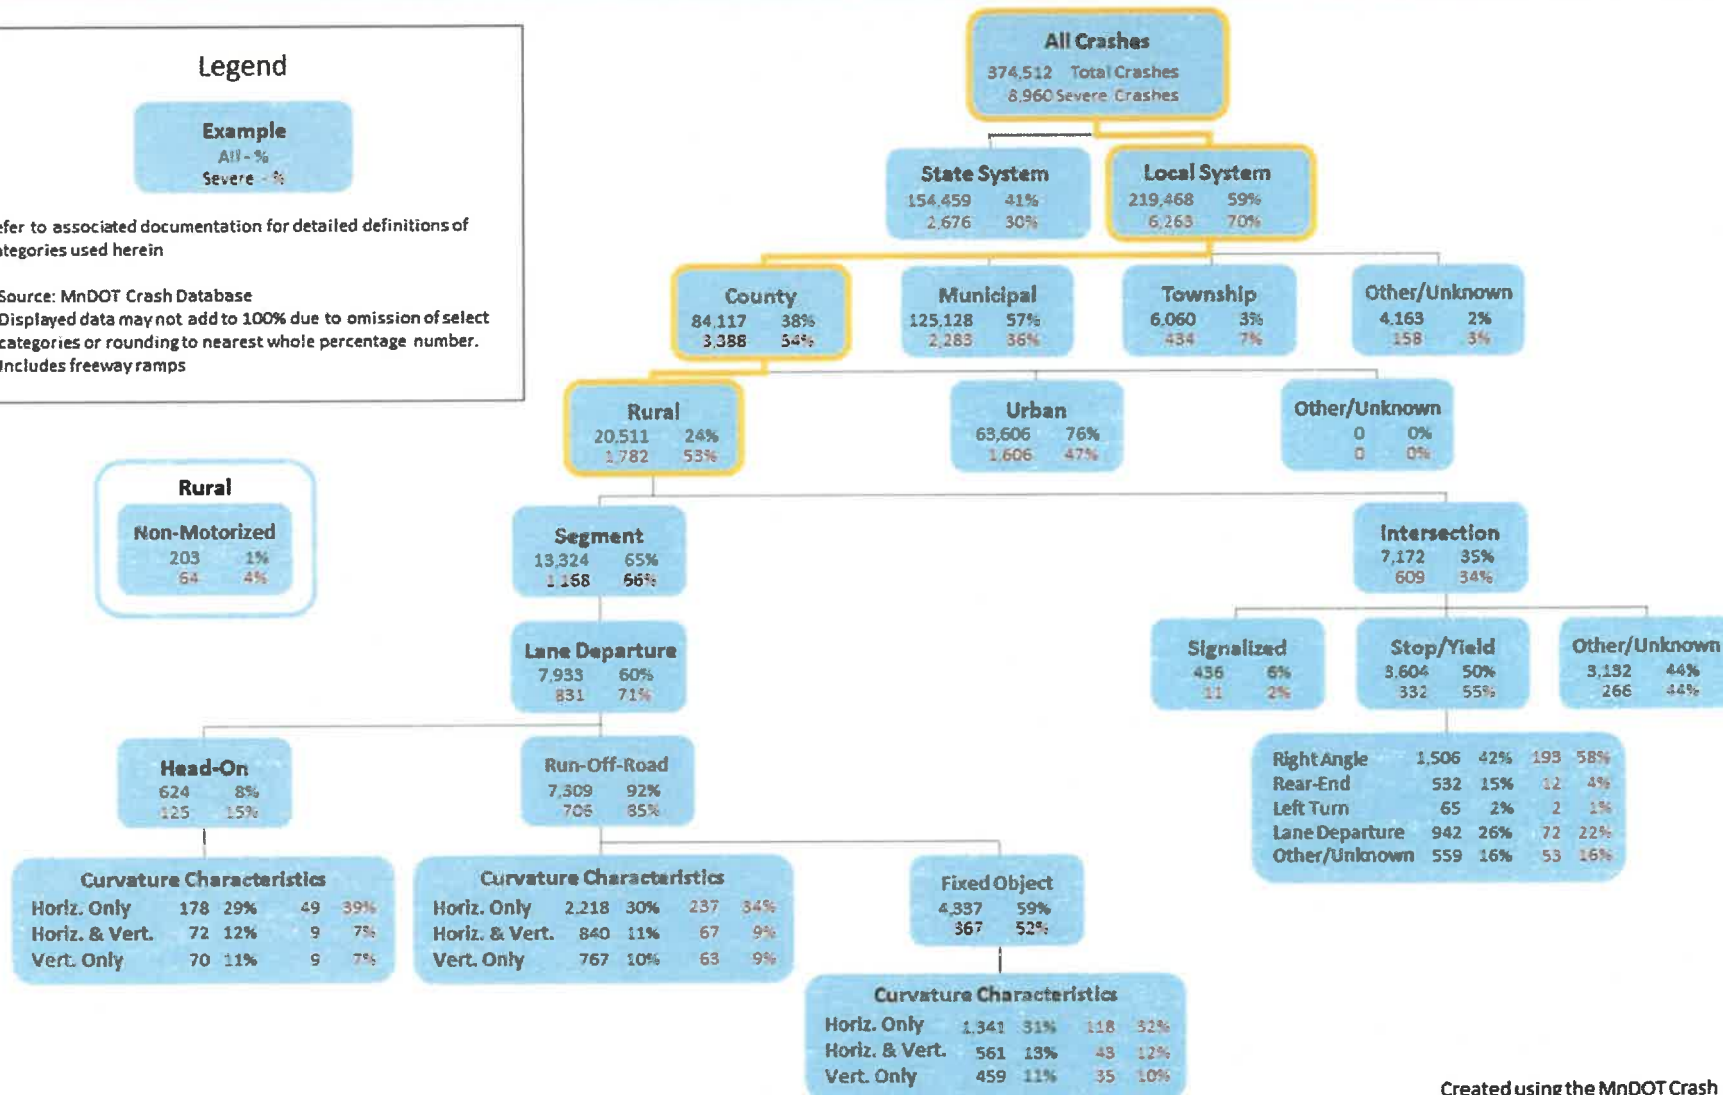 Legend
Example
All - %
Severe - %
efer to associated documentation for detailed definitions of
ategories used herein
Source: MnDOT Crash Database
Displayed data may not add to 100% due to omission of select
categories or rounding to nearest whole percentage number.
Includes freeway ramps
All Crashes
374,512 Total Crashes
8,960 Severe Crashes
State System
154,459 41%
2,676 30%
Local System
219,468 59%
6,263 70%
County
84,117 38%
3,388 54%
Municipal
125,128 57%
2,283 36%
Township
6,060 3%
434 7%
Other/Unknown
4,163 2%
158 3%
Rural
20,511 24%
1,782 53%
Urban
63,606 76%
1,606 47%
Other/Unknown
0 0%
0 0%
Rural
Non-Motorized
203 1%
64 4%
Segment
13,324 65%
1,168 66%
Intersection
7,172 35%
609 34%
Lane Departure
7,933 60%
831 71%
Signalized
436 6%
11 2%
Stop/Yield
3,604 50%
332 55%
Other/Unknown
3,132 44%
266 44%
Head-On
624 8%
125 15%
Run-Off-Road
7,309 92%
706 85%
Right Angle 1,506 42% 193 58%
Rear-End 532 15% 12 4%
Left Turn 65 2% 2 1%
Lane Departure 942 26% 72 22%
Other/Unknown 559 16% 53 16%
Curvature Characteristics
Horiz. Only 178 29% 49 39%
Horiz. & Vert. 72 12% 9 7%
Vert. Only 70 11% 9 7%
Curvature Characteristics
Horiz. Only 2,218 30% 237 34%
Horiz. & Vert. 840 11% 67 9%
Vert. Only 767 10% 63 9%
Fixed Object
4,337 59%
367 52%
Curvature Characteristics
Horiz. Only 1,341 31% 118 32%
Horiz. & Vert. 561 13% 43 12%
Vert. Only 459 11% 35 10%
Created using the MnDOT Crash